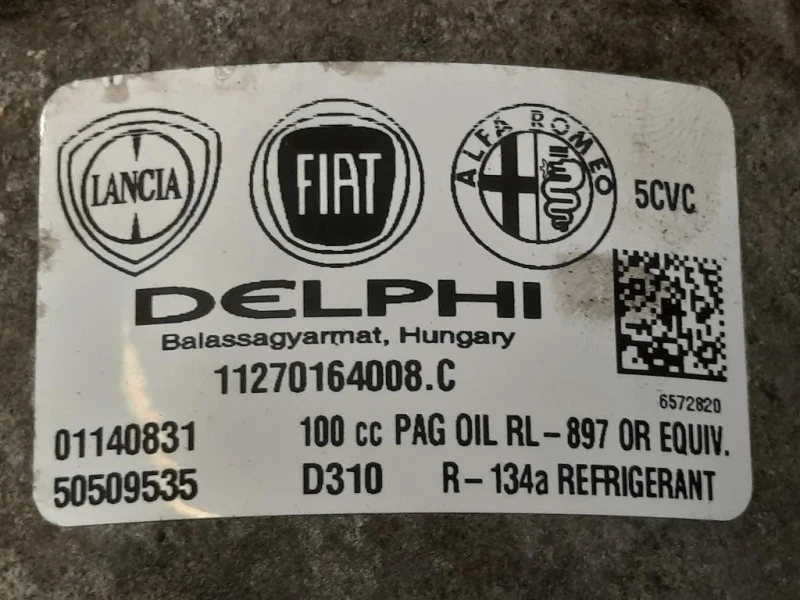 LANCIA
FIAT
ALFA ROMEO
5CVC
DELPHI
Balassagyarmat, Hungary
11270164008.C
6572820
01140831 100 cc PAG OIL RL-897 OR EQUIV.
50509535 D310 R-134a REFRIGERANT